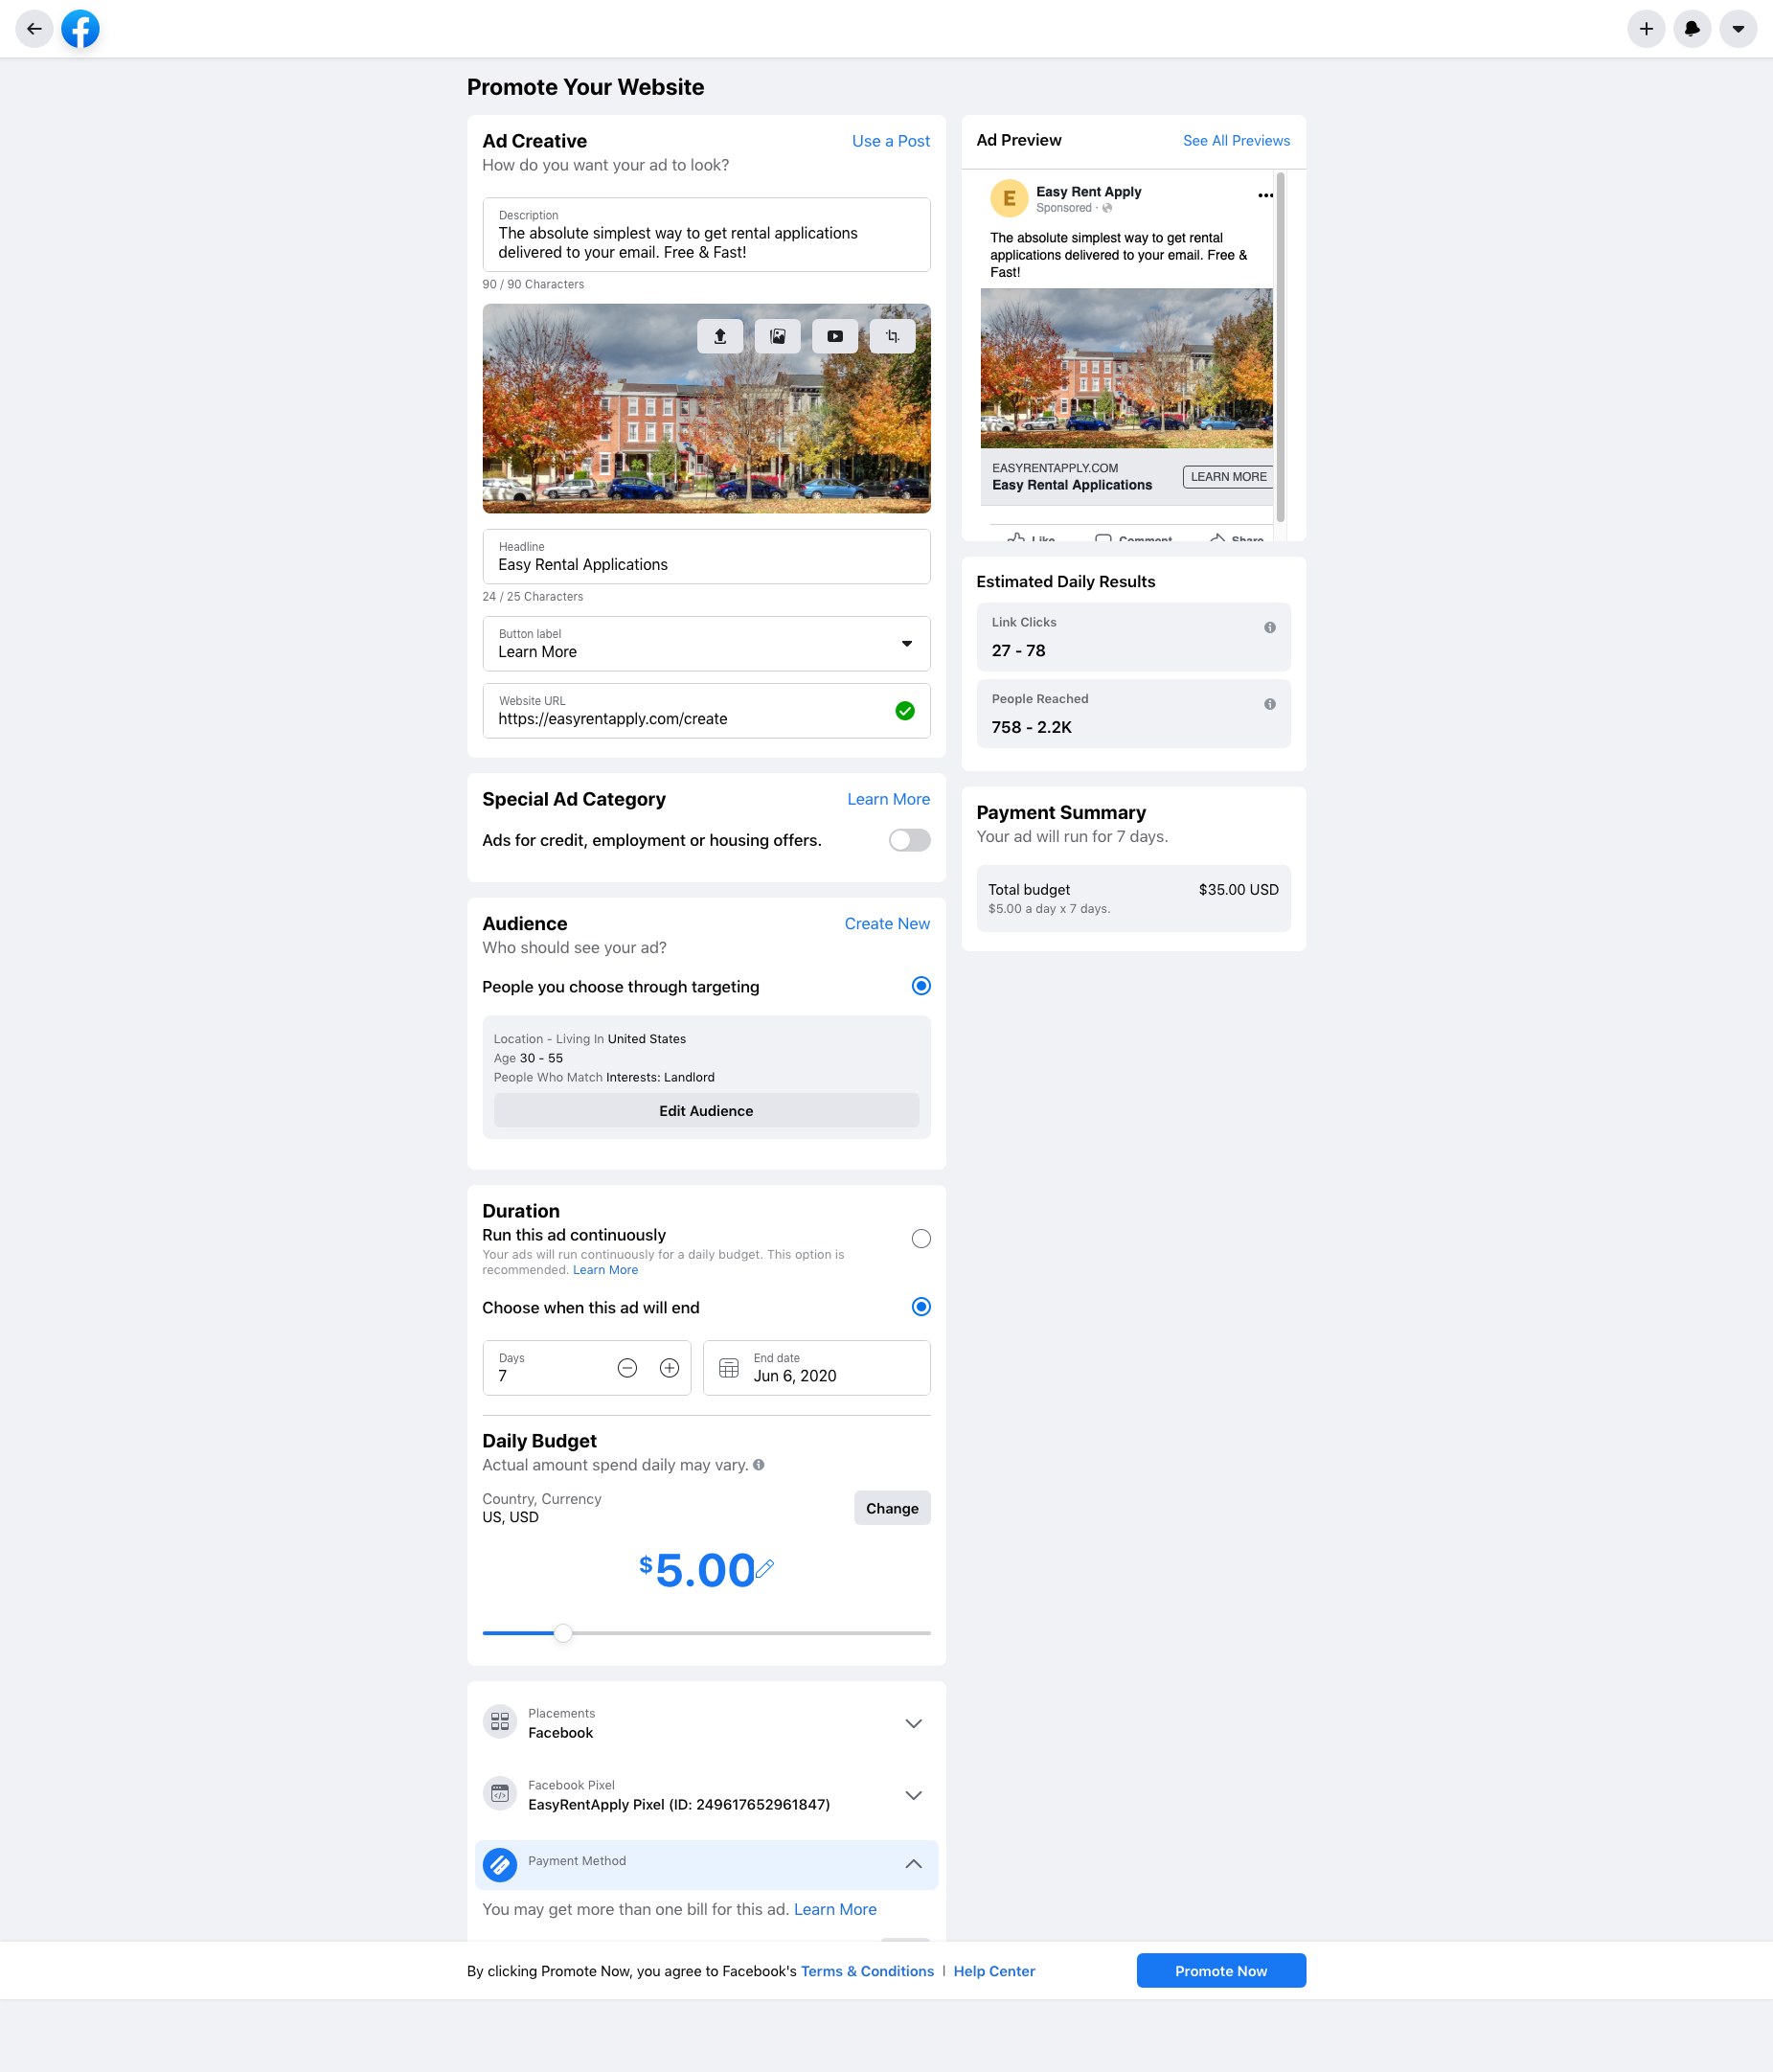 Promote Your Website
Ad Creative
Use a Post
How do you want your ad to look?
Description
The absolute simplest way to get rental applications
delivered to your email. Free & Fast!
90 / 90 Characters
Headline
Easy Rental Applications
24 / 25 Characters
Button label
Learn More
Website URL
https://easyrentapply.com/create
Special Ad Category
Learn More
Ads for credit, employment or housing offers.
Audience
Create New
Who should see your ad?
People you choose through targeting
Location - Living In United States
Age 30 - 55
People Who Match Interests: Landlord
Edit Audience
Duration
Run this ad continuously
Your ads will run continuously for a daily budget. This option is
recommended. Learn More
Choose when this ad will end
Days
7
End date
Jun 6, 2020
Daily Budget
Actual amount spend daily may vary.
Country, Currency
US, USD
Change
$5.00
Placements
Facebook
Facebook Pixel
EasyRentApply Pixel (ID: 249617652961847)
Payment Method
You may get more than one bill for this ad. Learn More
Ad Preview
See All Previews
E
Easy Rent Apply
Sponsored ·
The absolute simplest way to get rental
applications delivered to your email. Free &
Fast!
EASYRENTAPPLY.COM
Easy Rental Applications
LEARN MORE
Like
Comment
Share
Estimated Daily Results
Link Clicks
27 - 78
People Reached
758 - 2.2K
Payment Summary
Your ad will run for 7 days.
Total budget
$35.00 USD
$5.00 a day x 7 days.
By clicking Promote Now, you agree to Facebook's Terms & Conditions | Help Center
Promote Now